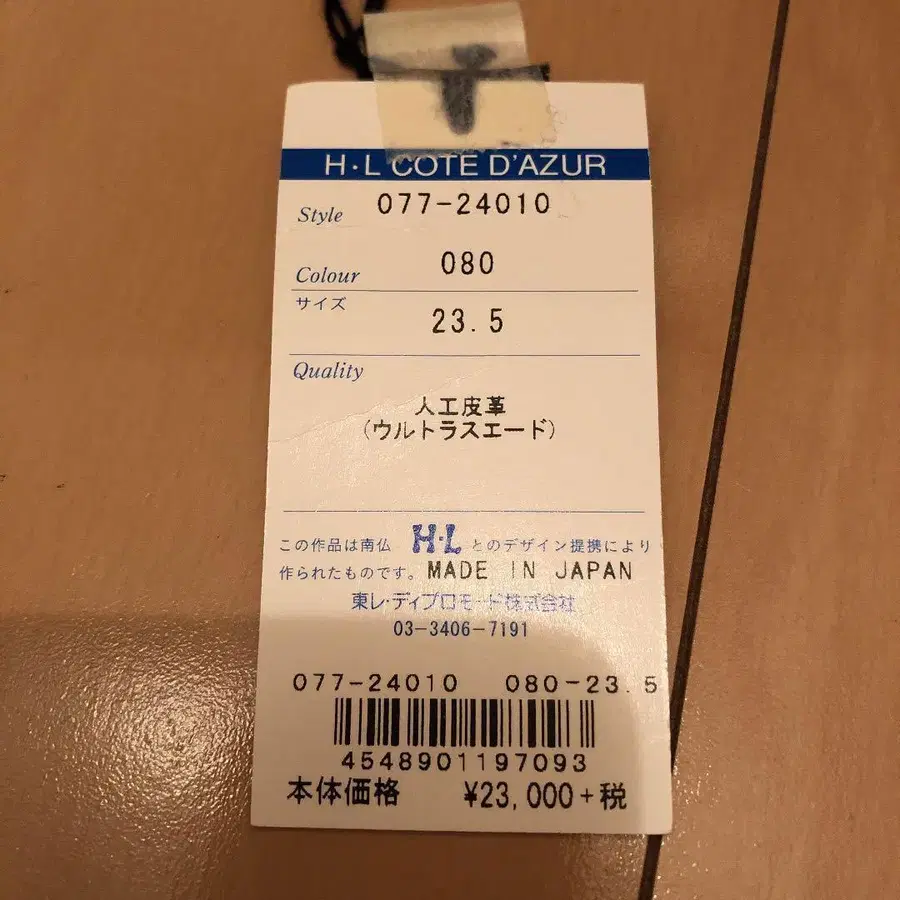 H・L COTE D'AZUR
Style 077-24010
Colour 080
サイズ
23.5
Quality
人工皮革
(ウルトラスエード)
この作品は南仏 H・L とのデザイン提携により
作られたものです。MADE IN JAPAN
東レ・ディプロモード株式会社
03-3406-7191
077-24010 080-23.5
4548901197093
本体価格 ¥23,000+税